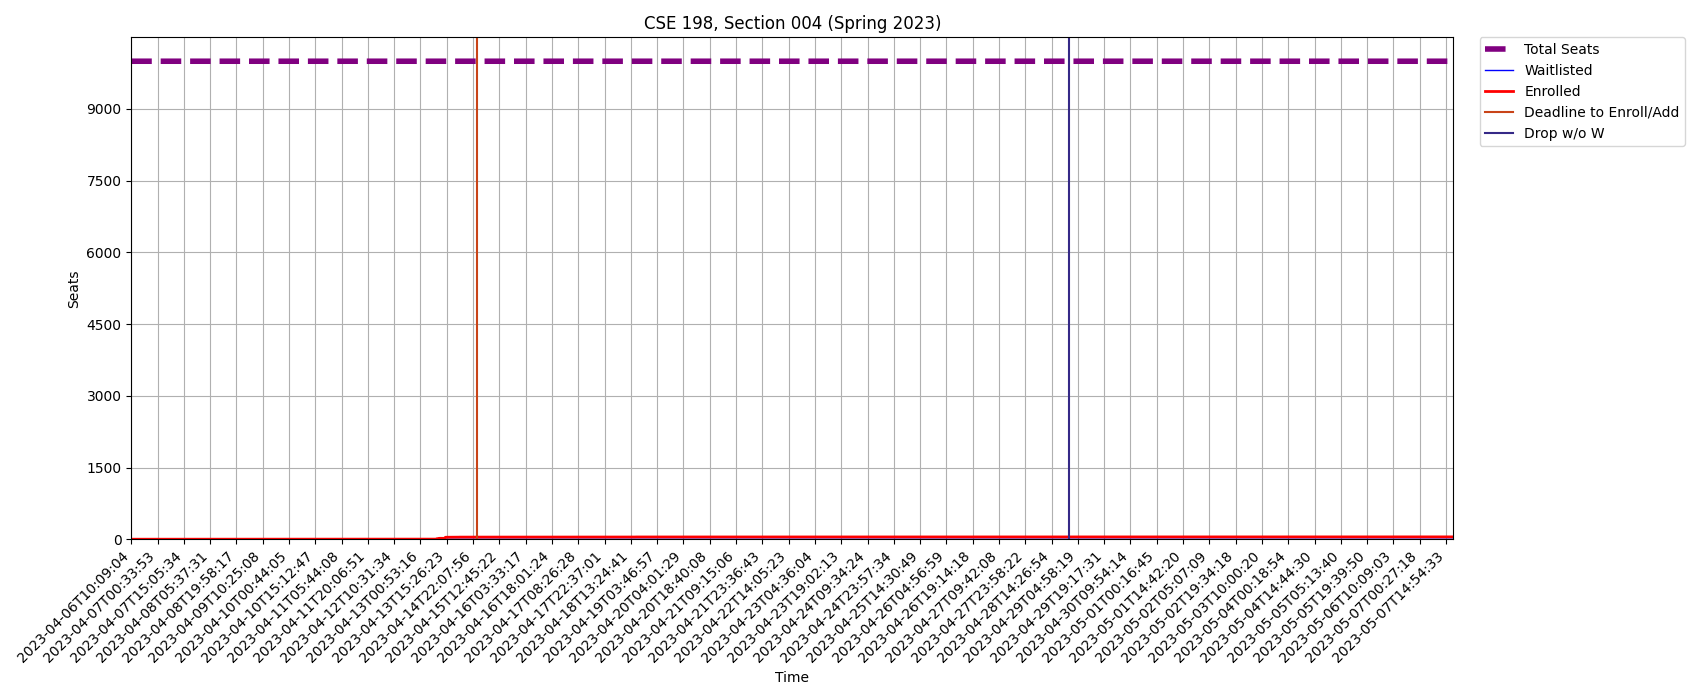 CSE 198, Section 004 (Spring 2023)
Total Seats
Waitlisted
Enrolled
Deadline to Enroll/Add
Drop w/o W
Seats
9000
7500
6000
4500
3000
1500
0
2023-04-06T10:09:04
2023-04-07T00:33:53
2023-04-07T15:05:34
2023-04-08T05:37:31
2023-04-08T19:58:17
2023-04-09T10:25:08
2023-04-10T00:44:05
2023-04-10T15:12:47
2023-04-11T05:44:08
2023-04-11T20:06:51
2023-04-12T10:31:34
2023-04-13T00:53:16
2023-04-13T15:26:23
2023-04-14T22:07:56
2023-04-15T12:45:22
2023-04-16T03:33:17
2023-04-16T18:01:24
2023-04-17T08:26:28
2023-04-17T22:37:01
2023-04-18T13:24:41
2023-04-19T03:46:57
2023-04-20T04:01:29
2023-04-20T18:40:08
2023-04-21T09:15:06
2023-04-21T23:36:43
2023-04-22T14:05:23
2023-04-23T04:36:04
2023-04-23T19:02:13
2023-04-24T09:34:24
2023-04-24T23:57:34
2023-04-25T14:30:49
2023-04-26T04:56:59
2023-04-26T19:14:18
2023-04-27T09:42:08
2023-04-27T23:58:22
2023-04-28T14:26:54
2023-04-29T04:58:19
2023-04-29T19:17:31
2023-04-30T09:54:14
2023-05-01T00:16:45
2023-05-01T14:42:20
2023-05-02T05:07:09
2023-05-02T19:34:18
2023-05-03T10:00:20
2023-05-04T00:18:54
2023-05-04T14:44:30
2023-05-05T05:13:40
2023-05-05T19:39:50
2023-05-06T10:09:03
2023-05-07T00:27:18
2023-05-07T14:54:33
Time